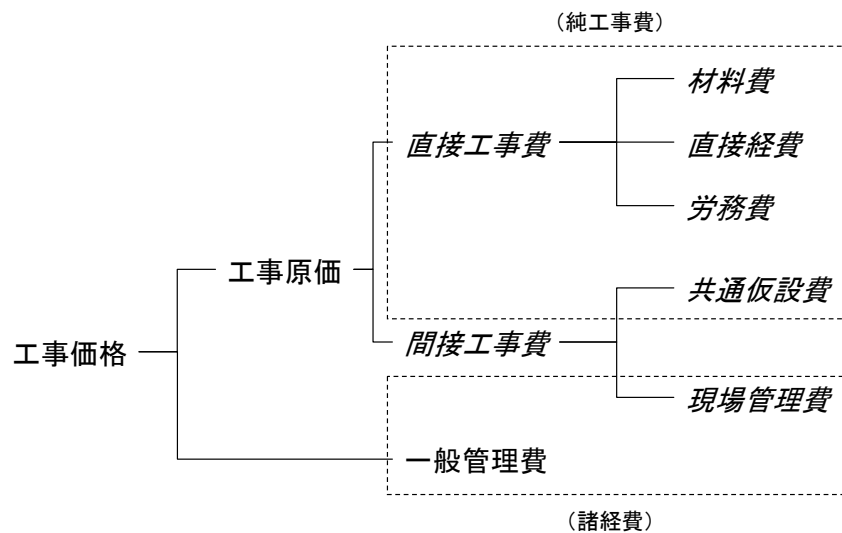 （純工事費）
材料費
直接工事費
直接経費
労務費
工事原価
共通仮設費
工事価格
間接工事費
現場管理費
一般管理費
（諸経費）